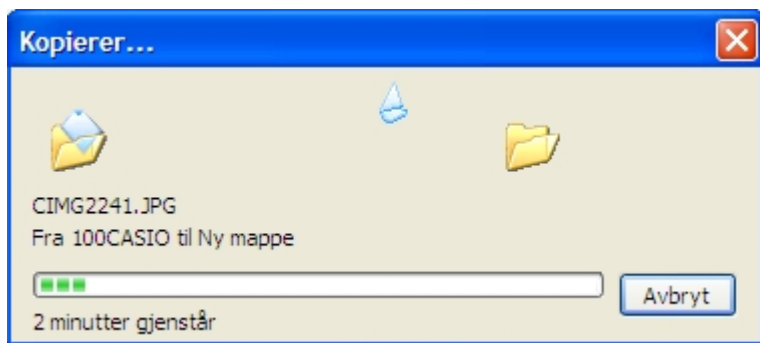 Kopierer...
CIMG2241.JPG
Fra 100CASIO til Ny mappe
Avbryt
2 minutter gjenstår